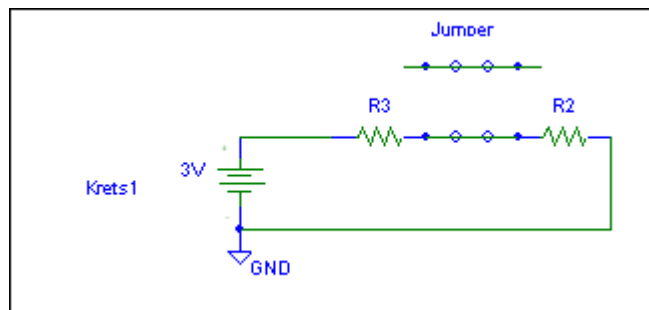 Jumper
R3
R2
3V
Krets1
GND